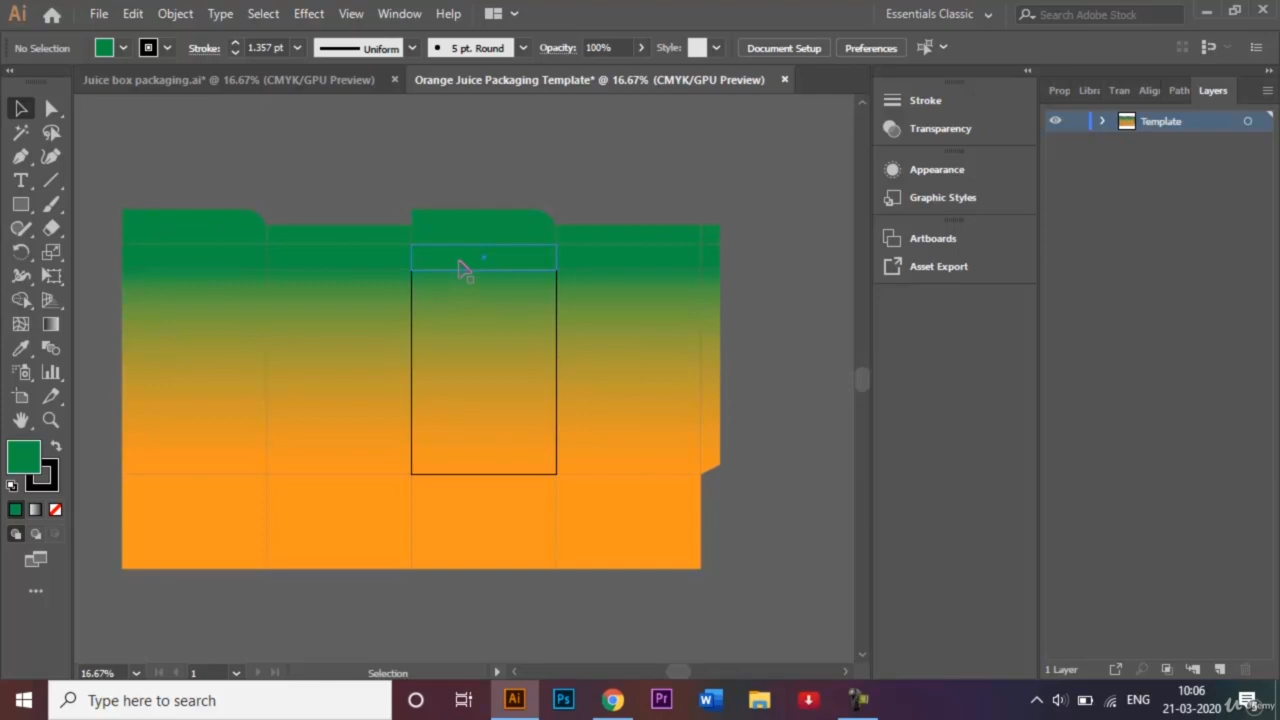 Ai File Edit Object Type Select Effect View Window Help Essentials Classic Search Adobe Stock
No Selection Stroke: 1.357 pt Uniform 5 pt. Round Opacity: 100% Style: Document Setup Preferences
Juice box packaging.ai* @ 16.67% (CMYK/GPU Preview) Orange Juice Packaging Template* @ 16.67% (CMYK/GPU Preview)
Prop Libra Tran Align Path Layers
Stroke
Template
Transparency
Appearance
Graphic Styles
Artboards
Asset Export
1 Layer
16.67% 1 Selection
Type here to search
Ai Ps Pr W
ENG
10:06
21-03-2020